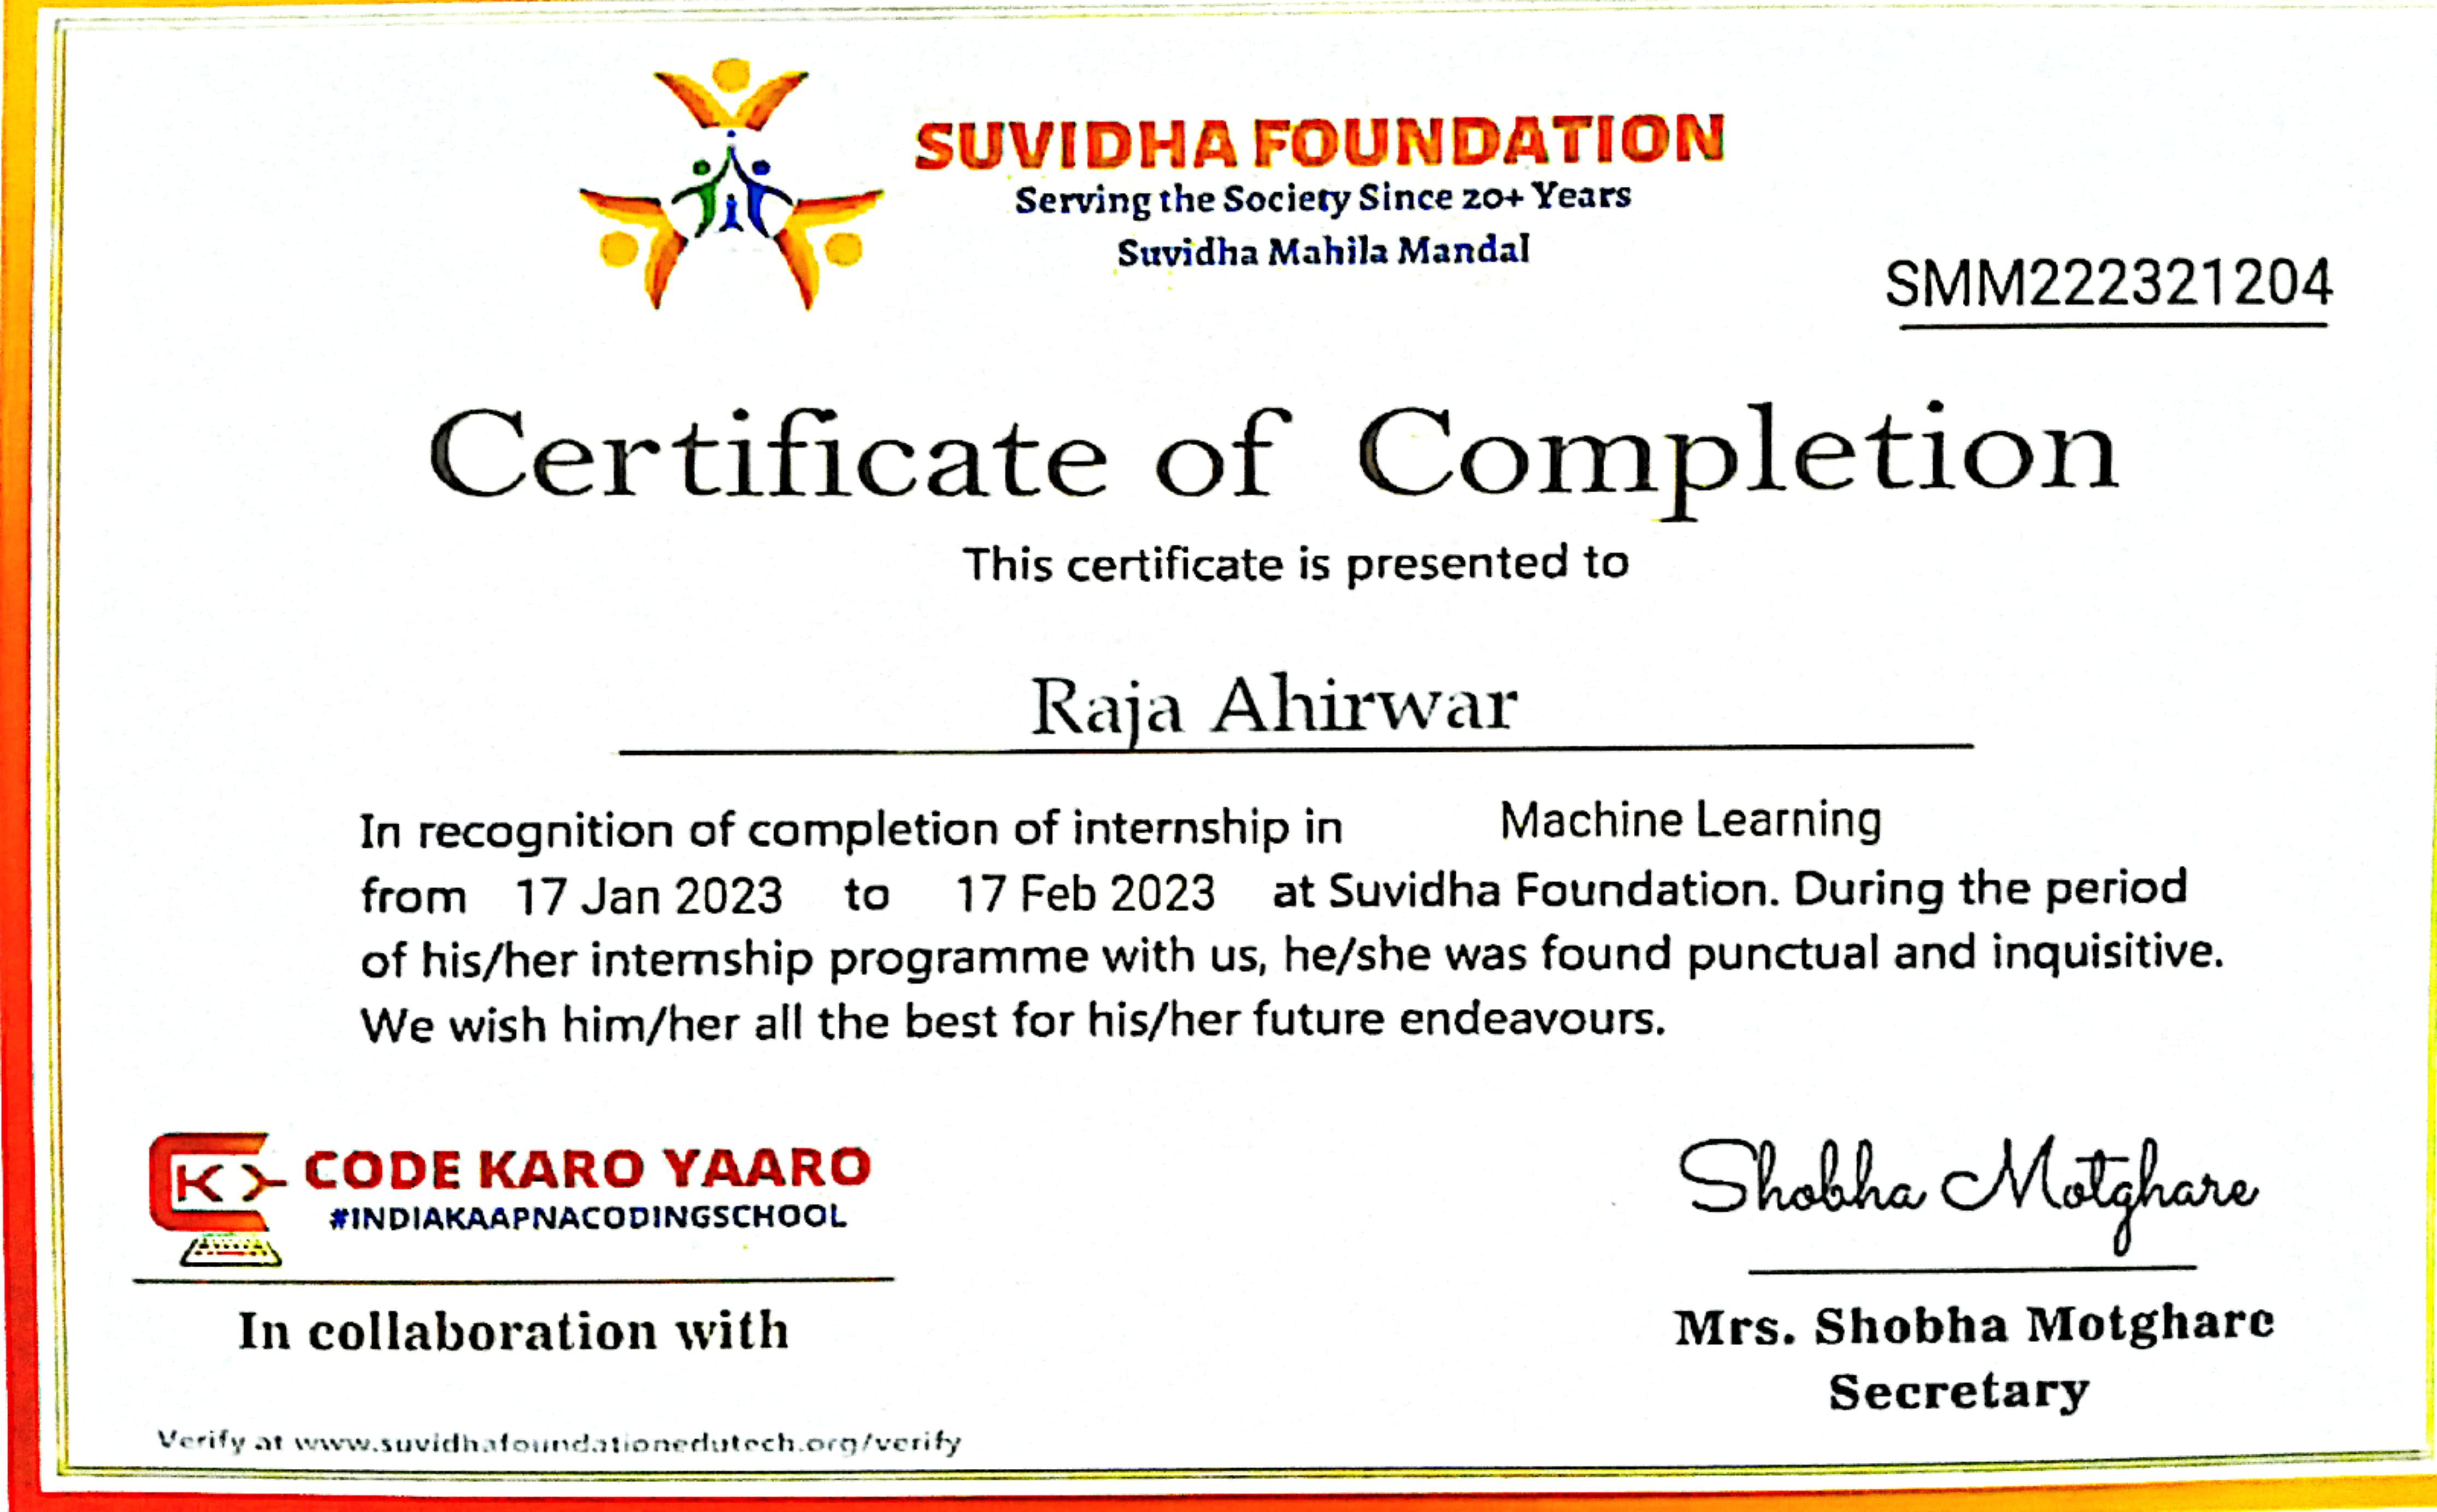 SUVIDHA FOUNDATION
Serving the Society Since 20+ Years
Suvidha Mahila Mandal
SMM222321204
Certificate of Completion
This certificate is presented to
Raja Ahirwar
In recognition of completion of internship in Machine Learning
from 17 Jan 2023 to 17 Feb 2023 at Suvidha Foundation. During the period
of his/her internship programme with us, he/she was found punctual and inquisitive.
We wish him/her all the best for his/her future endeavours.
CODE KARO YAARO
#INDIAKAAPNACODINGSCHOOL
In collaboration with
Shobha Motghare
Mrs. Shobha Motghare
Secretary
Verify at www.suvidhafoundationedutech.org/verify